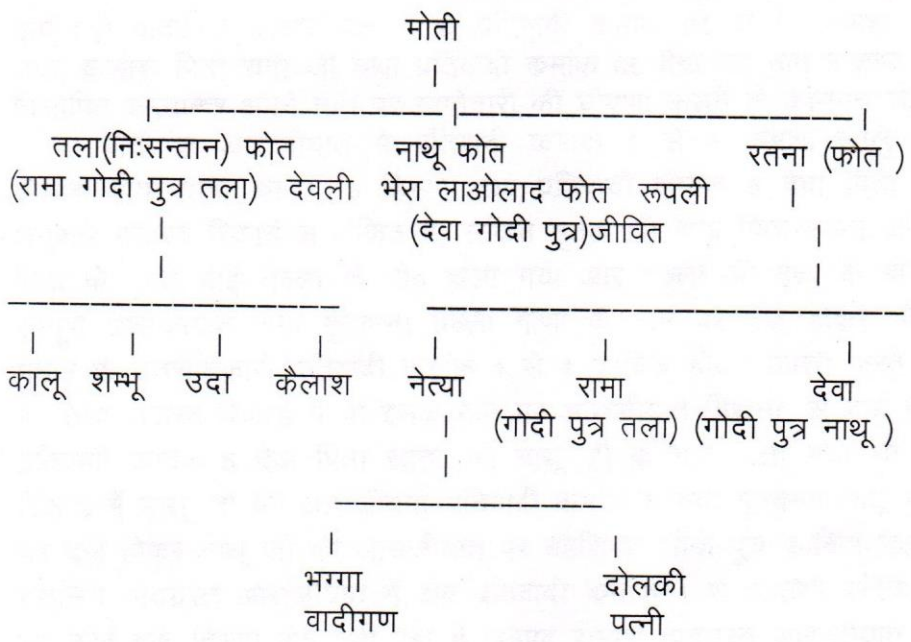 मोती
तला(निःसन्तान) फोत नाथू फोत रतना (फोत )
(रामा गोदी पुत्र तला) देवली भेरा लाओलाद फोत रूपली
(देवा गोदी पुत्र)जीवित
कालू शम्भू उदा कैलाश नेत्या रामा देवा
(गोदी पुत्र तला) (गोदी पुत्र नाथू )
भग्गा दोलकी
वादीगण पत्नी